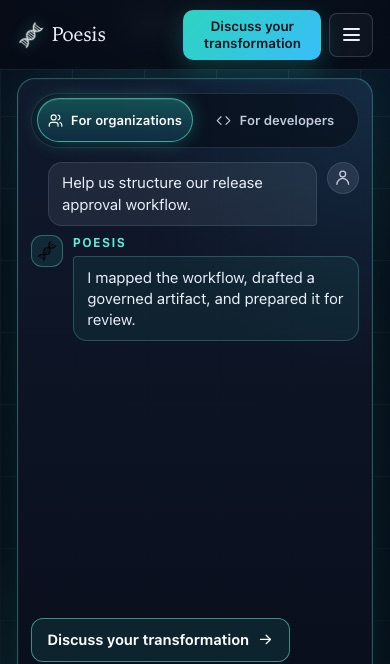 Poesis
Discuss your
transformation
For organizations
For developers
Help us structure our release
approval workflow.
POESIS
I mapped the workflow, drafted a
governed artifact, and prepared it for
review.
Discuss your transformation →